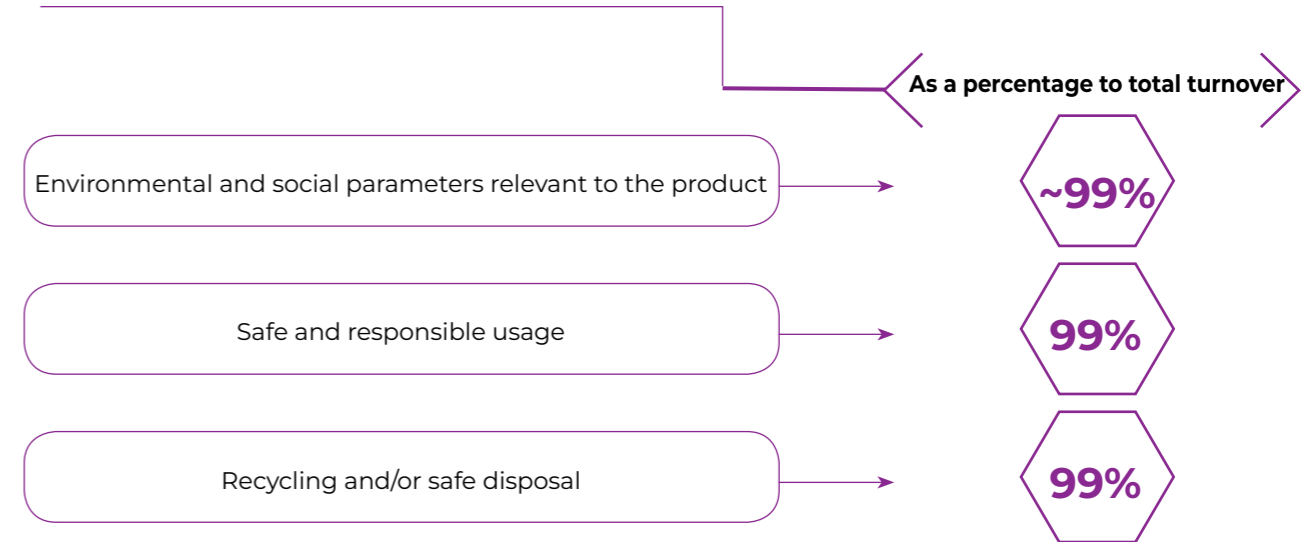 As a percentage to total turnover
Environmental and social parameters relevant to the product
~99%
Safe and responsible usage
99%
Recycling and/or safe disposal
99%